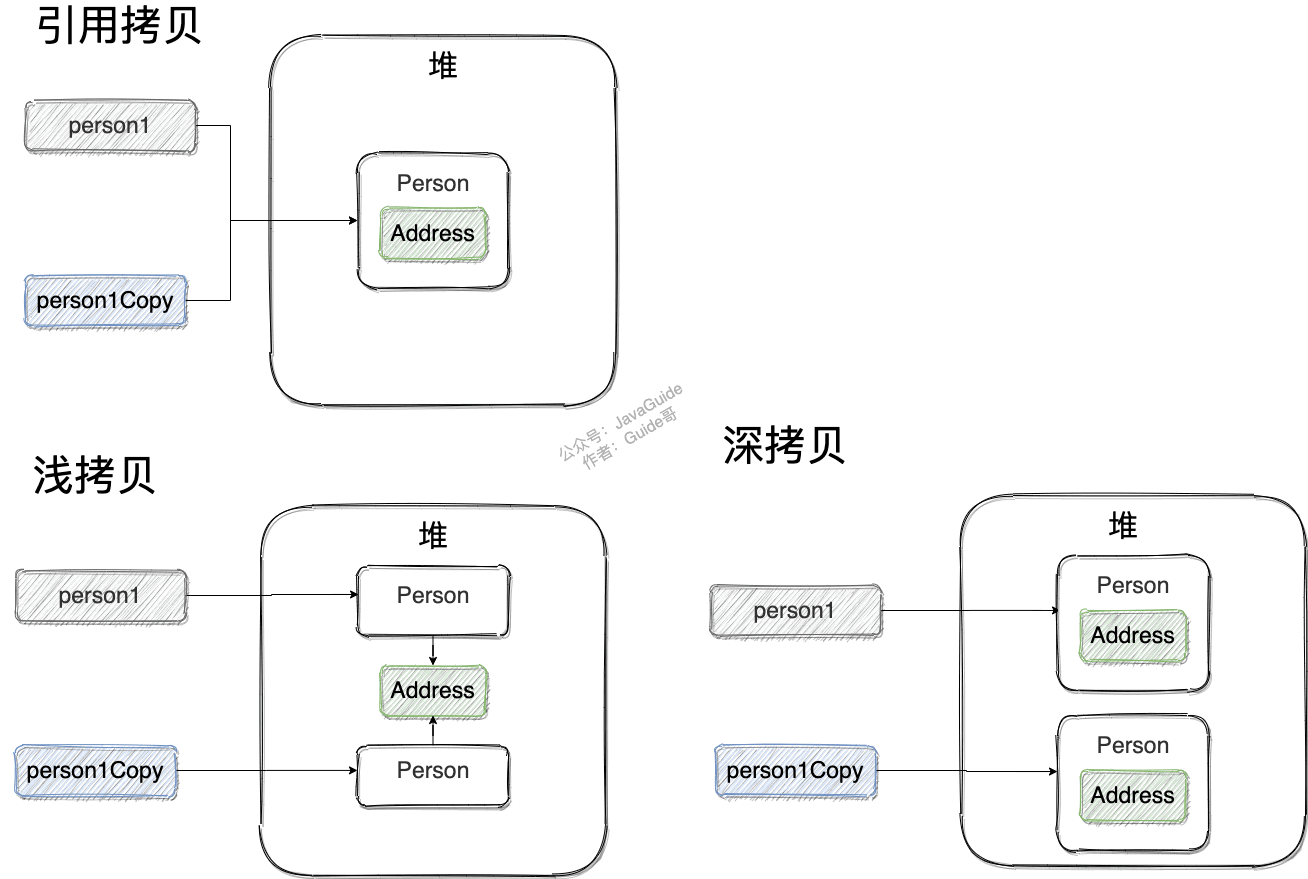 引用拷贝
堆
person1
Person
Address
person1Copy
公众号：JavaGuide
作者：Guide哥
浅拷贝
堆
person1
Person
Address
person1Copy
Person
深拷贝
堆
person1
Person
Address
person1Copy
Person
Address